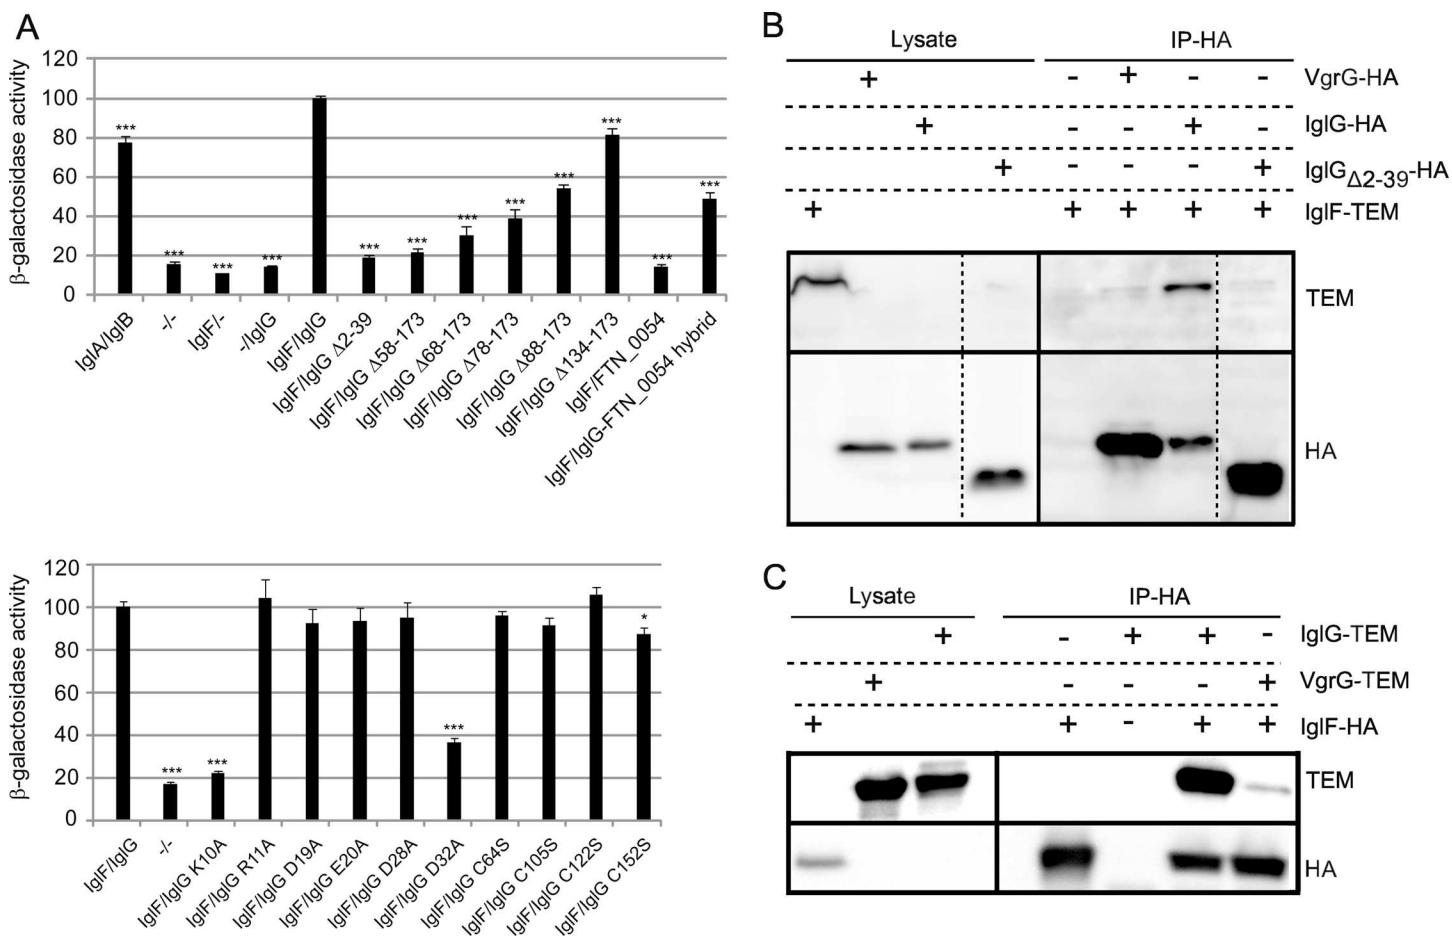 A
β-galactosidase activity
120
100
80
60
40
20
0
***
***
***
***
***
***
***
***
***
***
***
***
IglA/IglB
-/-
IglF/-
-/IglG
IglF/IglG
IglF/IglG Δ2-39
IglF/IglG Δ58-173
IglF/IglG Δ68-173
IglF/IglG Δ78-173
IglF/IglG Δ88-173
IglF/IglG Δ134-173
IglF/FTN_0054
IglF/IglG-FTN_0054 hybrid
β-galactosidase activity
120
100
80
60
40
20
0
***
***
***
*
IglF/IglG
-/-
IglF/IglG K10A
IglF/IglG R11A
IglF/IglG D19A
IglF/IglG E20A
IglF/IglG D28A
IglF/IglG D32A
IglF/IglG C64S
IglF/IglG C105S
IglF/IglG C122S
IglF/IglG C152S
B
Lysate IP-HA
+ - + - - VgrG-HA
+ - - + - IglG-HA
+ - - - + IglGΔ2-39-HA
+ + + + + IglF-TEM
TEM
HA
C
Lysate IP-HA
+ - + + - IglG-TEM
+ - - - + VgrG-TEM
+ + - + + IglF-HA
TEM
HA